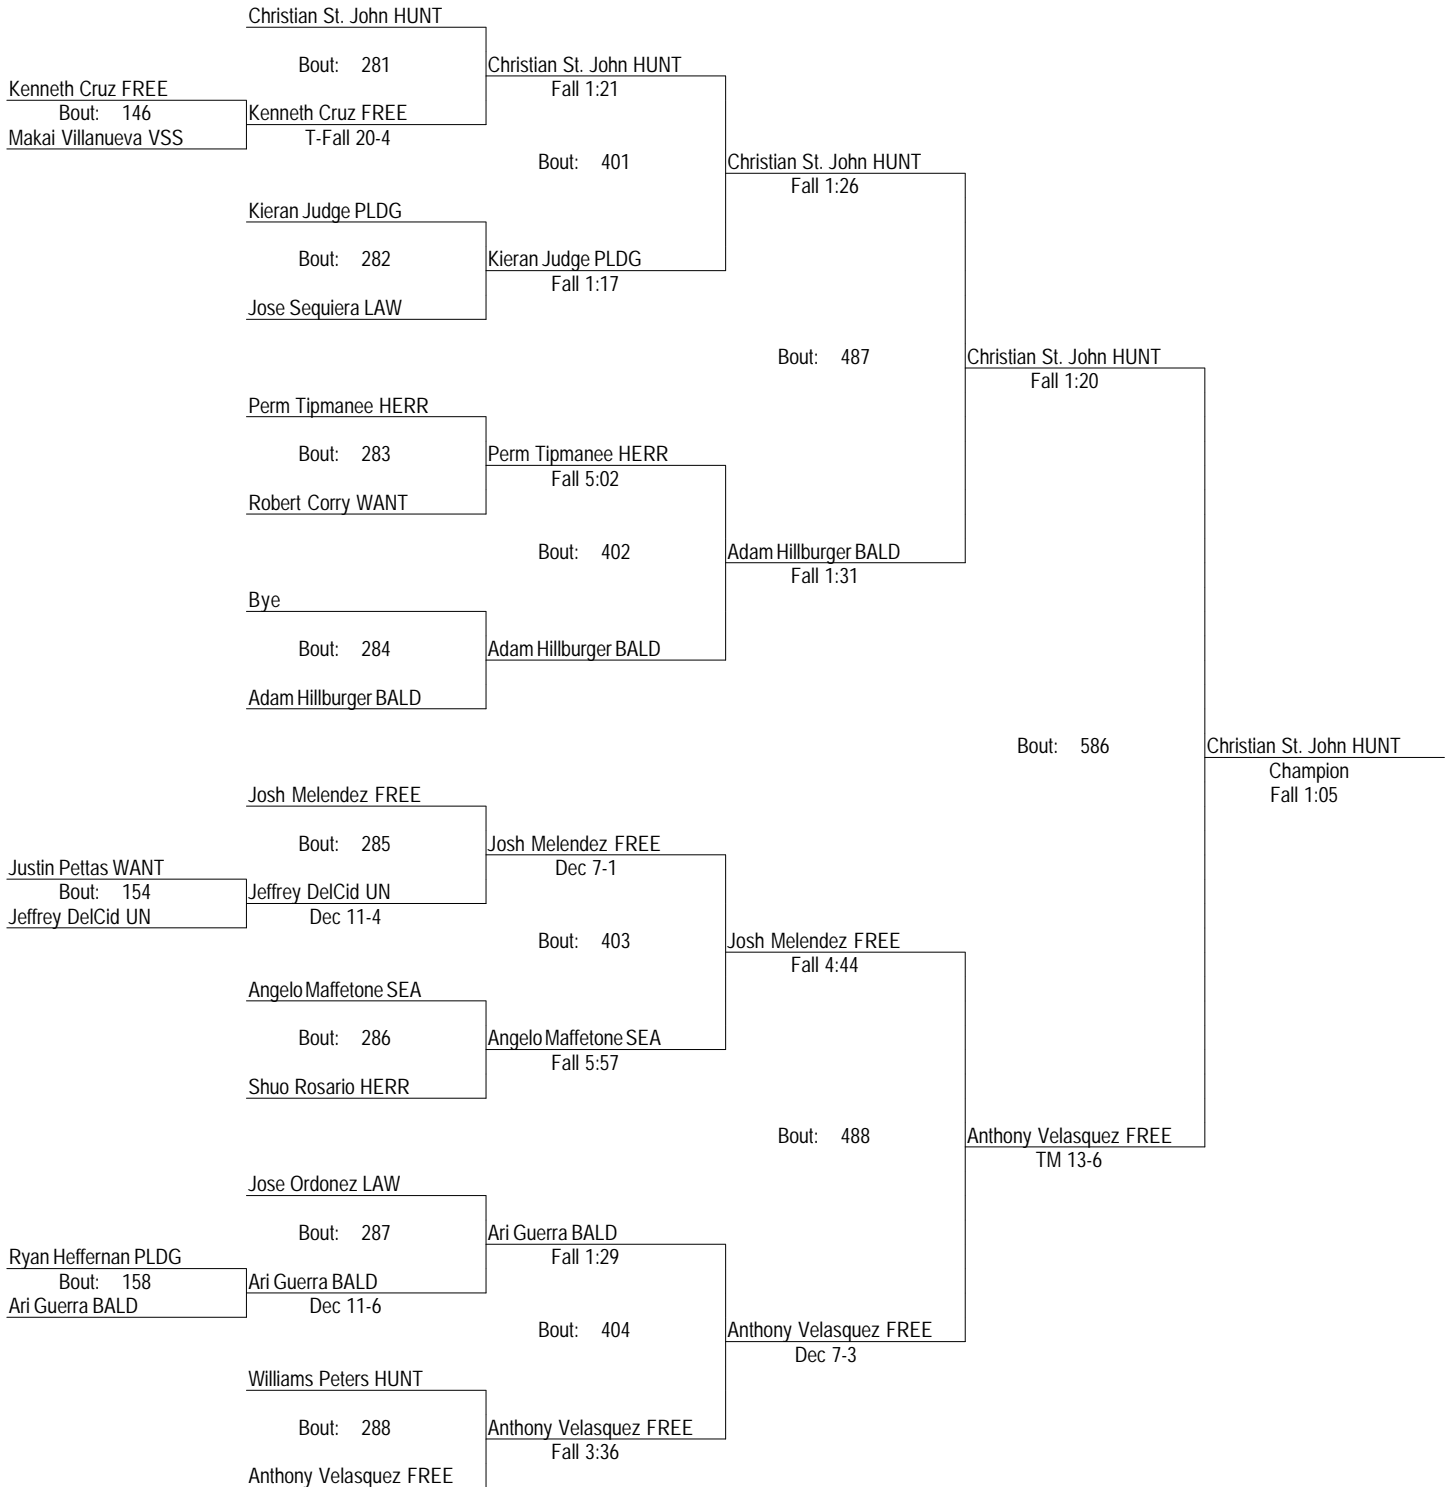 Christian St. John HUNT
Bout: 281
Christian St. John HUNT
Fall 1:21
Kenneth Cruz FREE
Bout: 146
Makai Villanueva VSS
Kenneth Cruz FREE
T-Fall 20-4
Bout: 401
Christian St. John HUNT
Fall 1:26
Kieran Judge PLDG
Bout: 282
Kieran Judge PLDG
Fall 1:17
Jose Sequiera LAW
Bout: 487
Christian St. John HUNT
Fall 1:20
Perm Tipmanee HERR
Bout: 283
Perm Tipmanee HERR
Fall 5:02
Robert Corry WANT
Bout: 402
Adam Hillburger BALD
Fall 1:31
Bye
Bout: 284
Adam Hillburger BALD
Adam Hillburger BALD
Bout: 586
Christian St. John HUNT
Champion
Fall 1:05
Josh Melendez FREE
Bout: 285
Josh Melendez FREE
Dec 7-1
Justin Pettas WANT
Bout: 154
Jeffrey DelCid UN
Jeffrey DelCid UN
Dec 11-4
Bout: 403
Josh Melendez FREE
Fall 4:44
Angelo Maffetone SEA
Bout: 286
Angelo Maffetone SEA
Fall 5:57
Shuo Rosario HERR
Bout: 488
Anthony Velasquez FREE
TM 13-6
Jose Ordonez LAW
Bout: 287
Ari Guerra BALD
Fall 1:29
Ryan Heffernan PLDG
Bout: 158
Ari Guerra BALD
Ari Guerra BALD
Dec 11-6
Bout: 404
Anthony Velasquez FREE
Dec 7-3
Williams Peters HUNT
Bout: 288
Anthony Velasquez FREE
Fall 3:36
Anthony Velasquez FREE